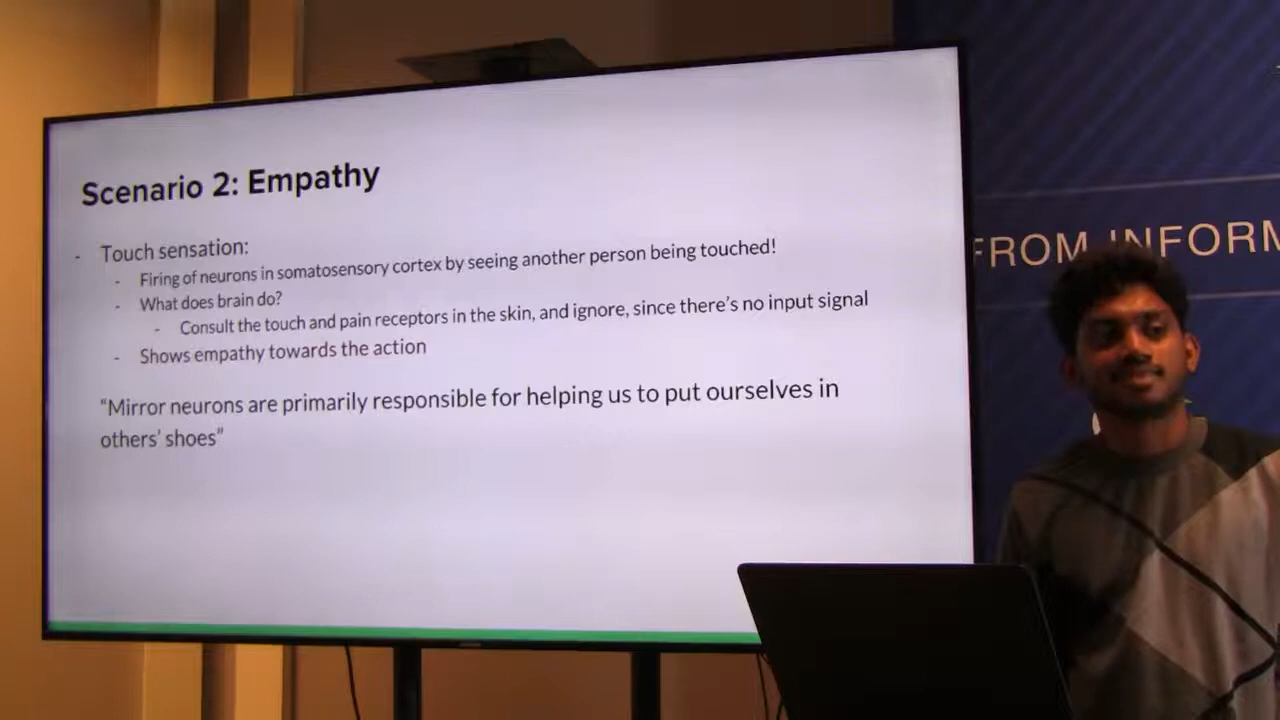 Scenario 2: Empathy
- Touch sensation:
- Firing of neurons in somatosensory cortex by seeing another person being touched!
- What does brain do?
- Consult the touch and pain receptors in the skin, and ignore, since there's no input signal
- Shows empathy towards the action
“Mirror neurons are primarily responsible for helping us to put ourselves in
others' shoes”
FROM INFORM